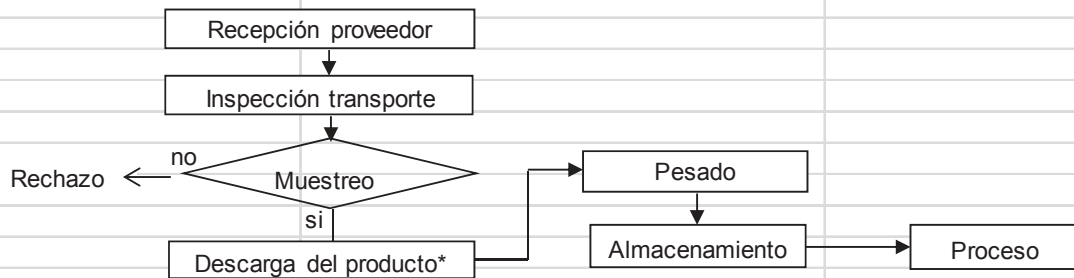 Recepción proveedor
Inspección transporte
no
Rechazo
Muestreo
si
Descarga del producto*
Pesado
Almacenamiento
Proceso